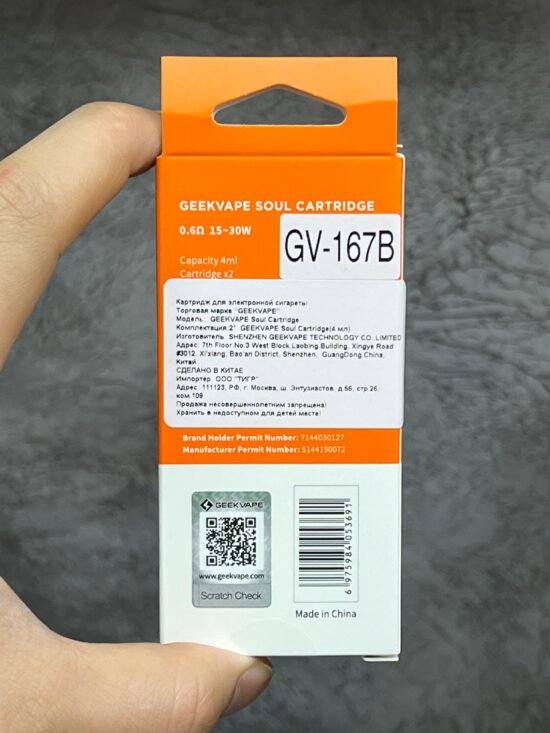 GEEKVAPE SOUL CARTRIDGE
0.6Ω 15~30W
GV-167B
Capacity 4ml
Cartridge x2
Картридж для электронной сигареты
Торговая марка "GEEKVAPE"
Модель: GEEKVAPE Soul Cartridge
Комплектация 2* GEEKVAPE Soul Cartridge(4 мл)
Изготовитель: SHENZHEN GEEKVAPE TECHNOLOGY CO.,LIMITED
Адрес: 7th Floor No.3 West Block,Laobing Building, Xingye Road
#3012, Xi'xiang, Bao'an District, Shenzhen, GuangDong,China,
Китай
СДЕЛАНО В КИТАЕ
Импортер: ООО "ТИГР"
Адрес: 111123, РФ, г. Москва, ш. Энтузиастов, д.56, стр.26
ком.109
Продажа несовершеннолетним запрещена!
Хранить в недоступном для детей месте!
Brand Holder Permit Number: 7144030127
Manufacturer Permit Number: 5144190072
GEEKVAPE
www.geekvape.com
Scratch Check
6 975984 053691
Made in China